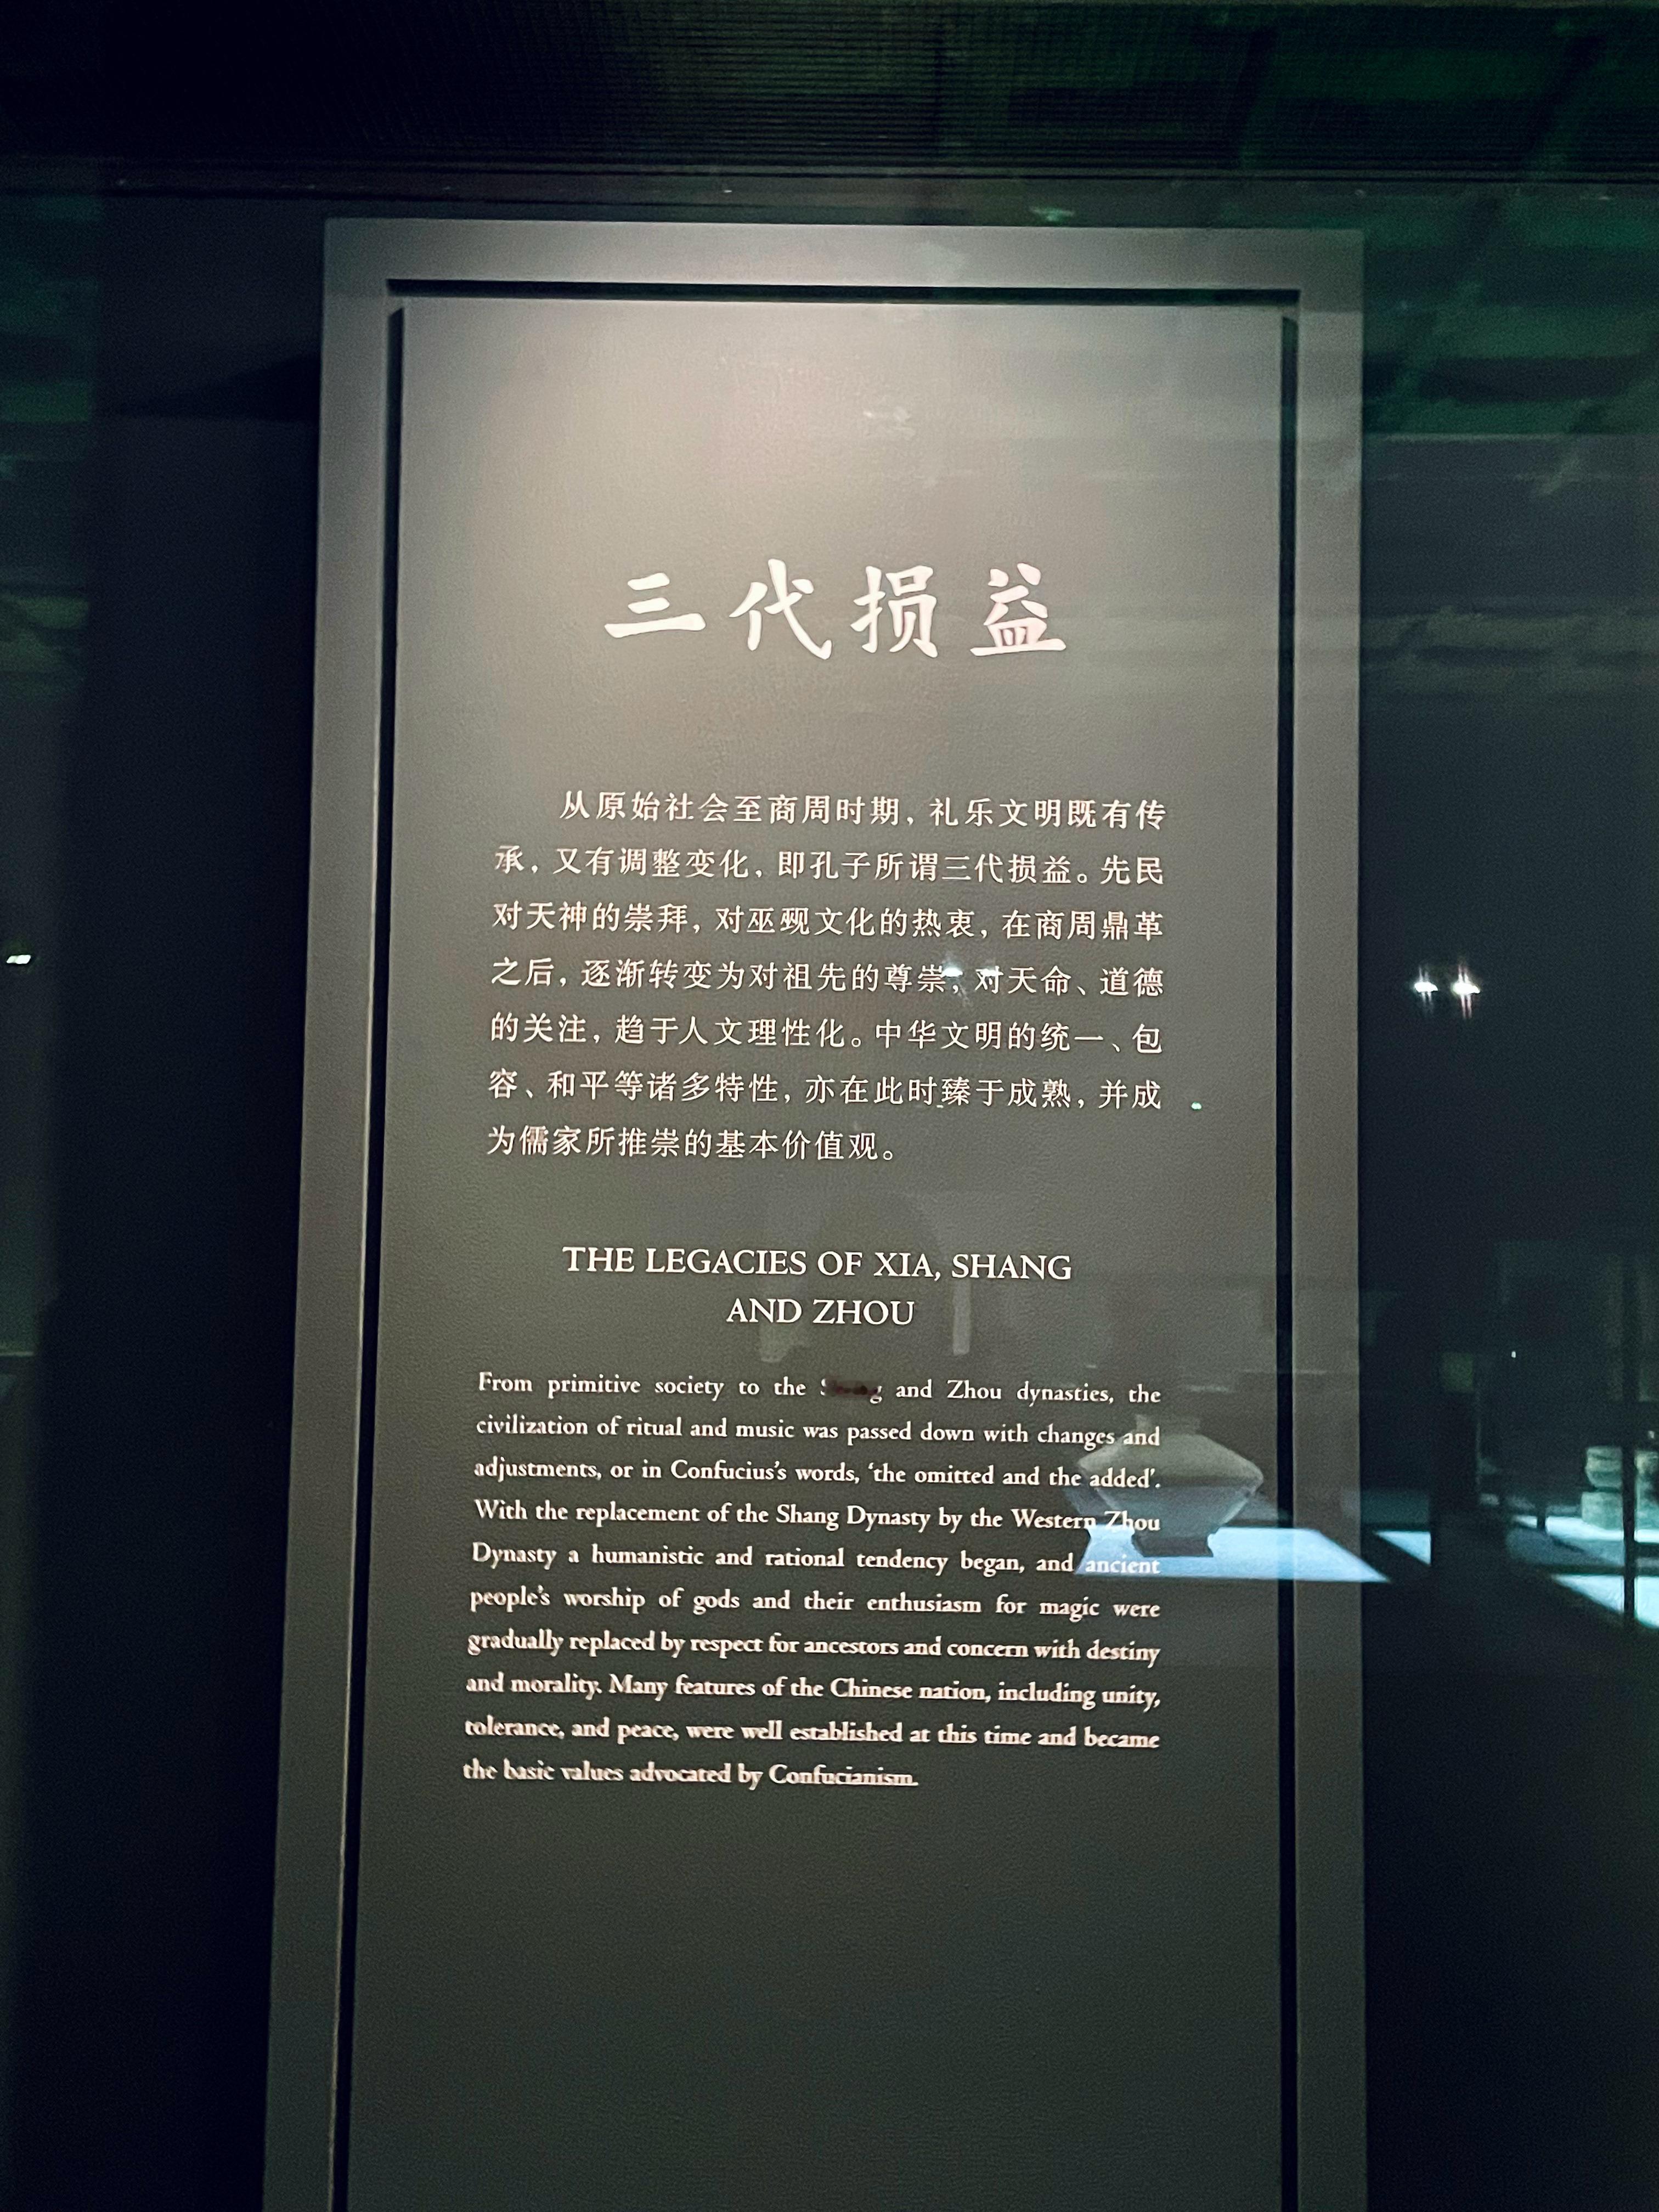 三代损益
从原始社会至商周时期，礼乐文明既有传
承，又有调整变化，即孔子所谓三代损益。先民
对天神的崇拜，对巫觋文化的热衷，在商周鼎革
之后，逐渐转变为对祖先的尊崇，对天命、道德
的关注，趋于人文理性化。中华文明的统一、包
容、和平等诸多特性，亦在此时臻于成熟，并成
为儒家所推崇的基本价值观。
THE LEGACIES OF XIA, SHANG
AND ZHOU
From primitive society to the and Zhou dynasties, the
civilization of ritual and music was passed down with changes and
adjustments, or in Confucius's words, 'the omitted and the added'.
With the replacement of the Shang Dynasty by the Western Zhou
Dynasty a humanistic and rational tendency began, and ancient
people's worship of gods and their enthusiasm for magic were
gradually replaced by respect for ancestors and concern with destiny
and morality. Many features of the Chinese nation, including unity,
tolerance, and peace, were well established at this time and became
the basic values advocated by Confucianism.